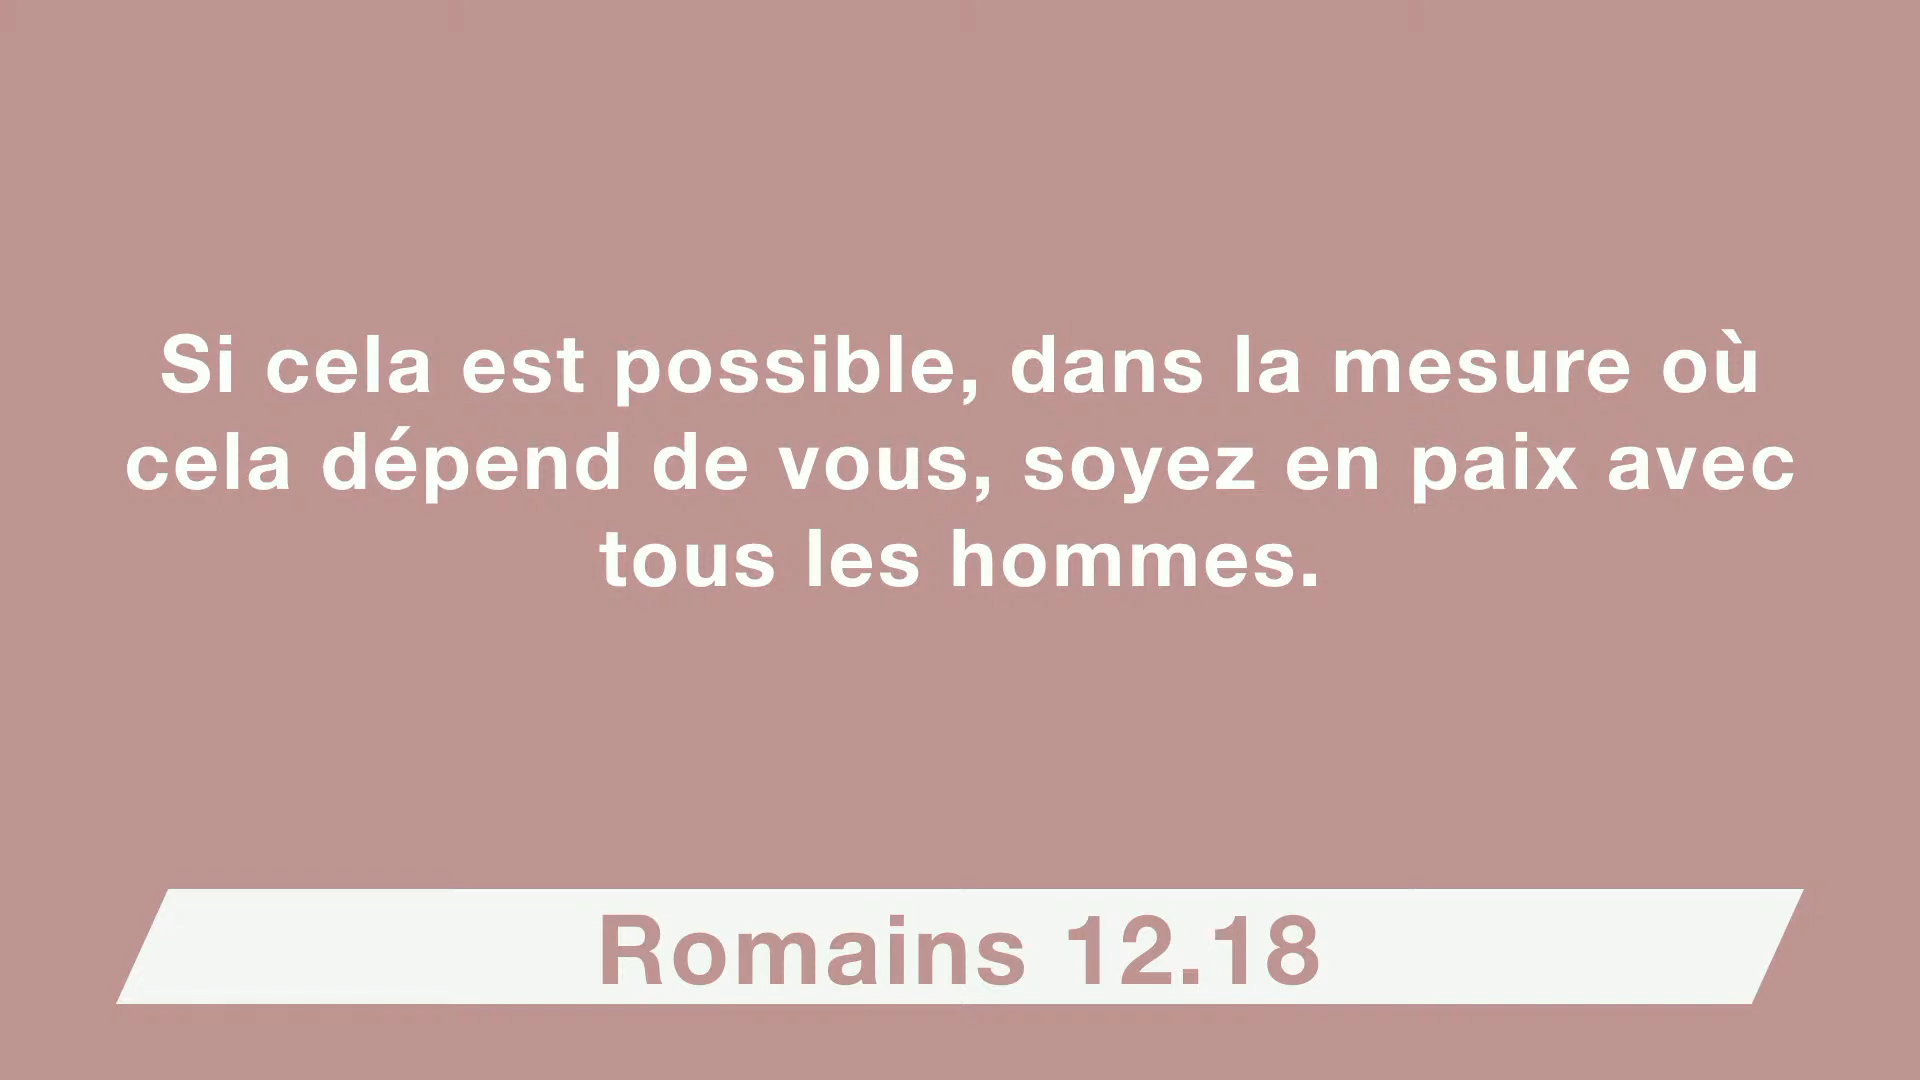 Si cela est possible, dans la mesure où
cela dépend de vous, soyez en paix avec
tous les hommes.
Romains 12.18